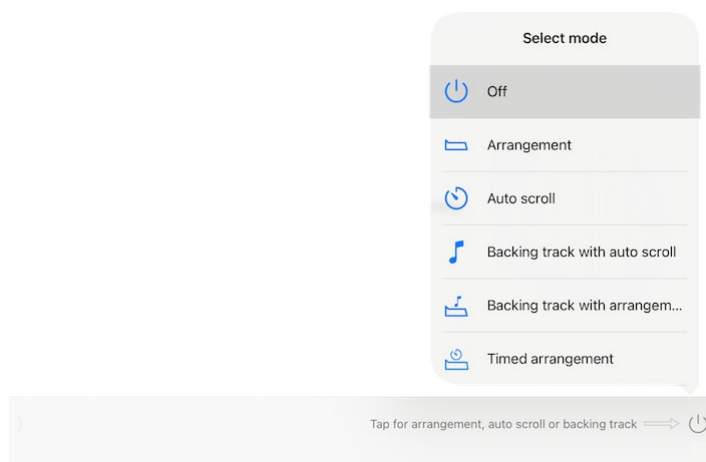 Select mode
Off
Arrangement
Auto scroll
Backing track with auto scroll
Backing track with arrangem...
Timed arrangement
Tap for arrangement, auto scroll or backing track